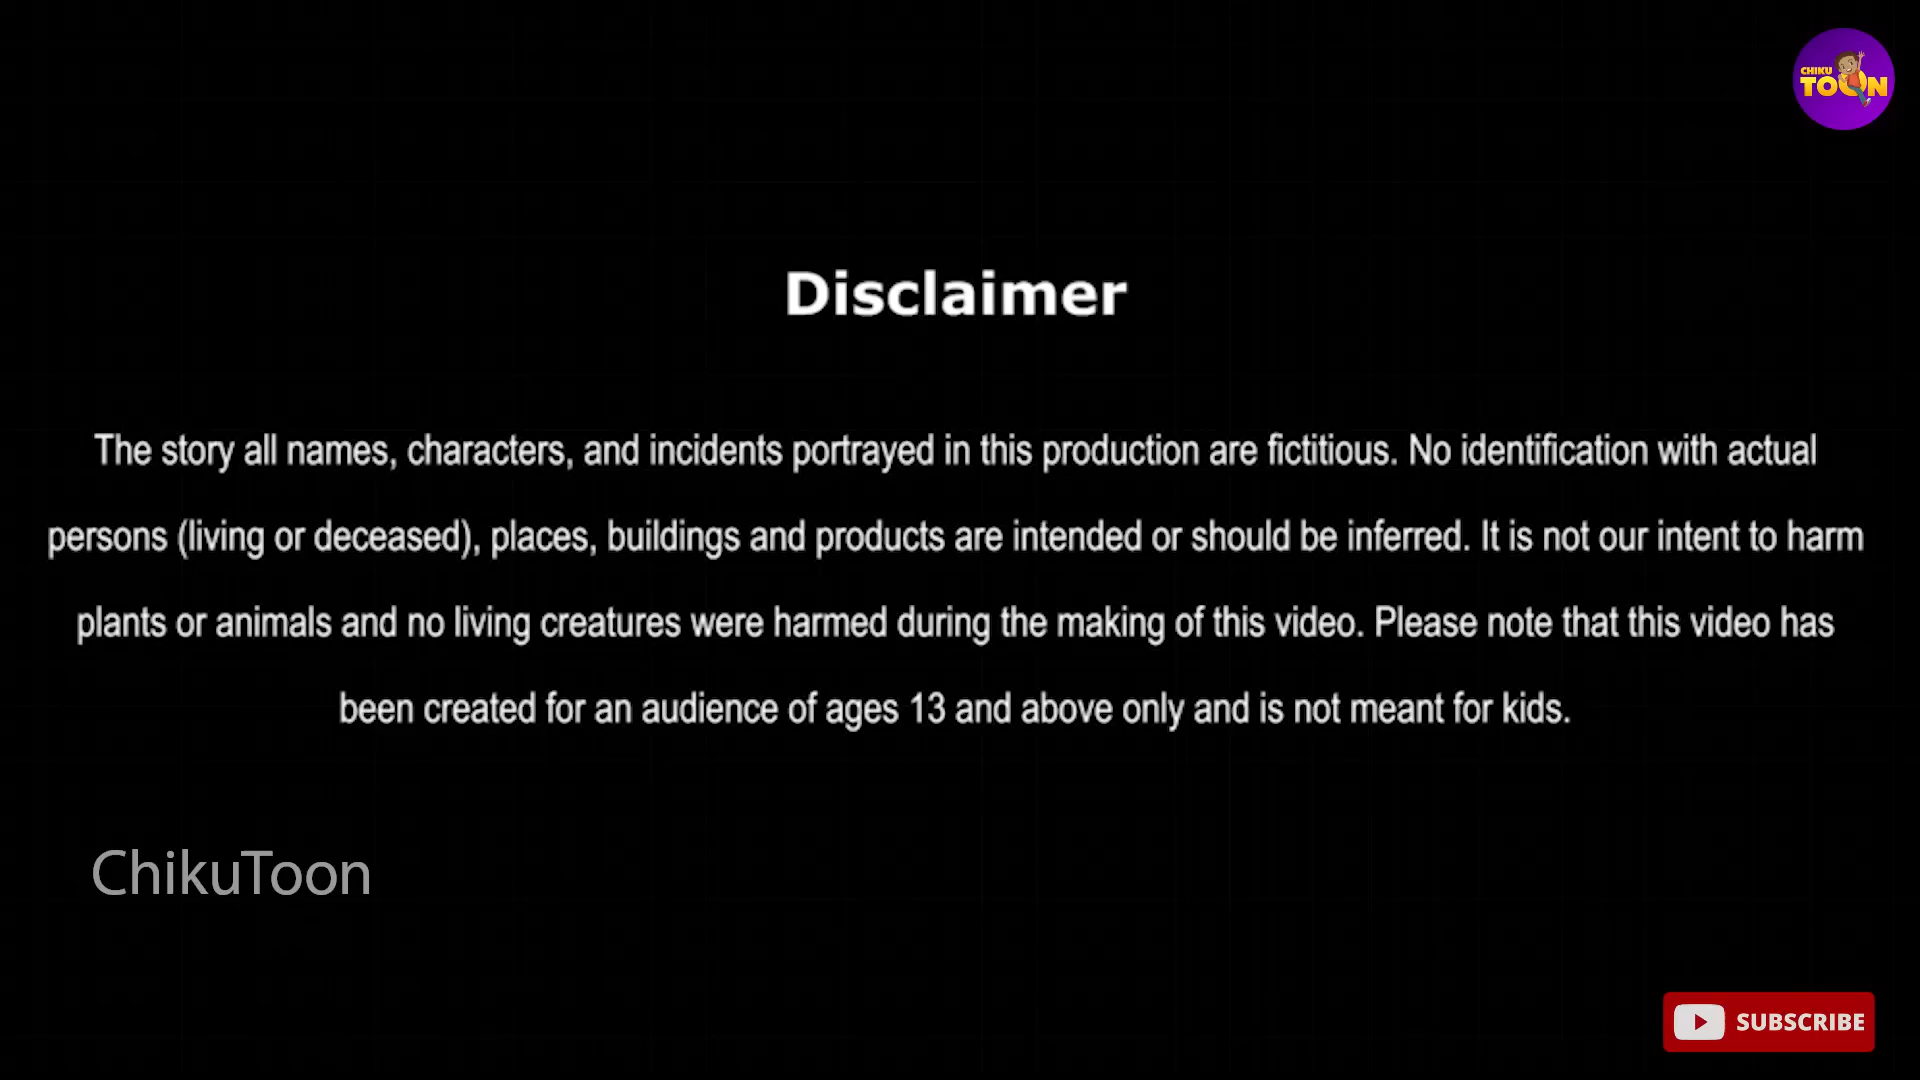 CHIKU
TOON
Disclaimer
The story all names, characters, and incidents portrayed in this production are fictitious. No identification with actual
persons (living or deceased), places, buildings and products are intended or should be inferred. It is not our intent to harm
plants or animals and no living creatures were harmed during the making of this video. Please note that this video has
been created for an audience of ages 13 and above only and is not meant for kids.
ChikuToon
SUBSCRIBE